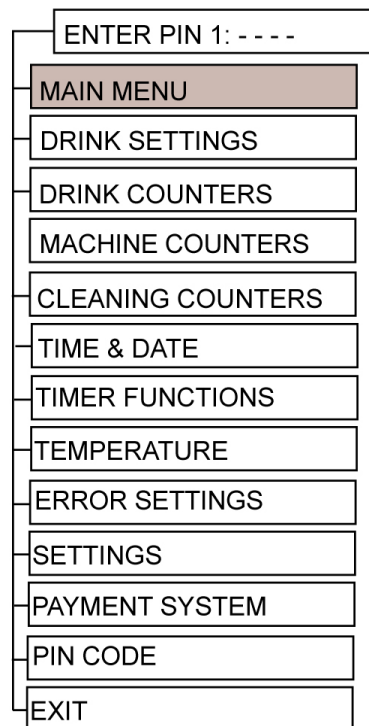 ENTER PIN 1: - - - -
MAIN MENU
DRINK SETTINGS
DRINK COUNTERS
MACHINE COUNTERS
CLEANING COUNTERS
TIME & DATE
TIMER FUNCTIONS
TEMPERATURE
ERROR SETTINGS
SETTINGS
PAYMENT SYSTEM
PIN CODE
EXIT